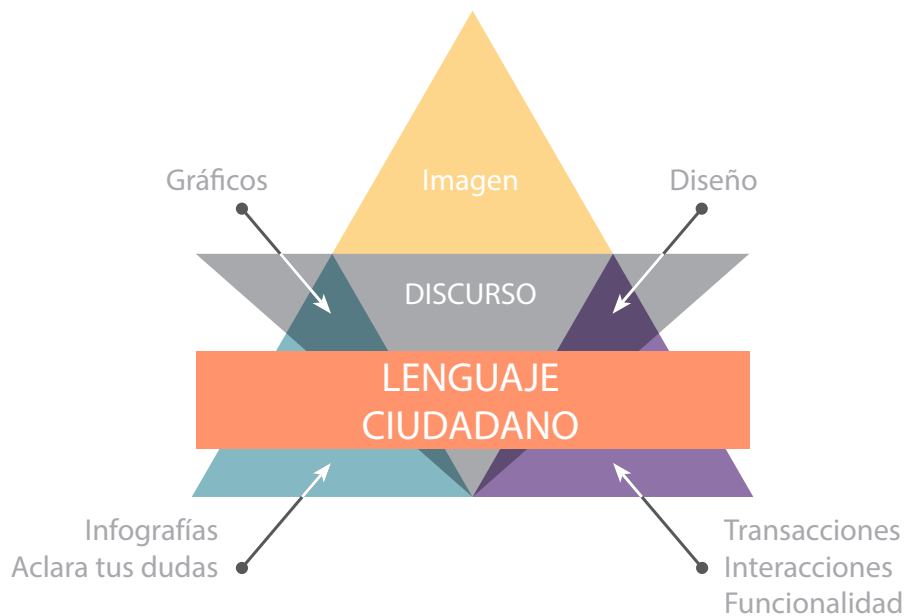 Gráficos
Imagen
Diseño
DISCURSO
LENGUAJE
CIUDADANO
Infografías
Aclara tus dudas
Transacciones
Interacciones
Funcionalidad